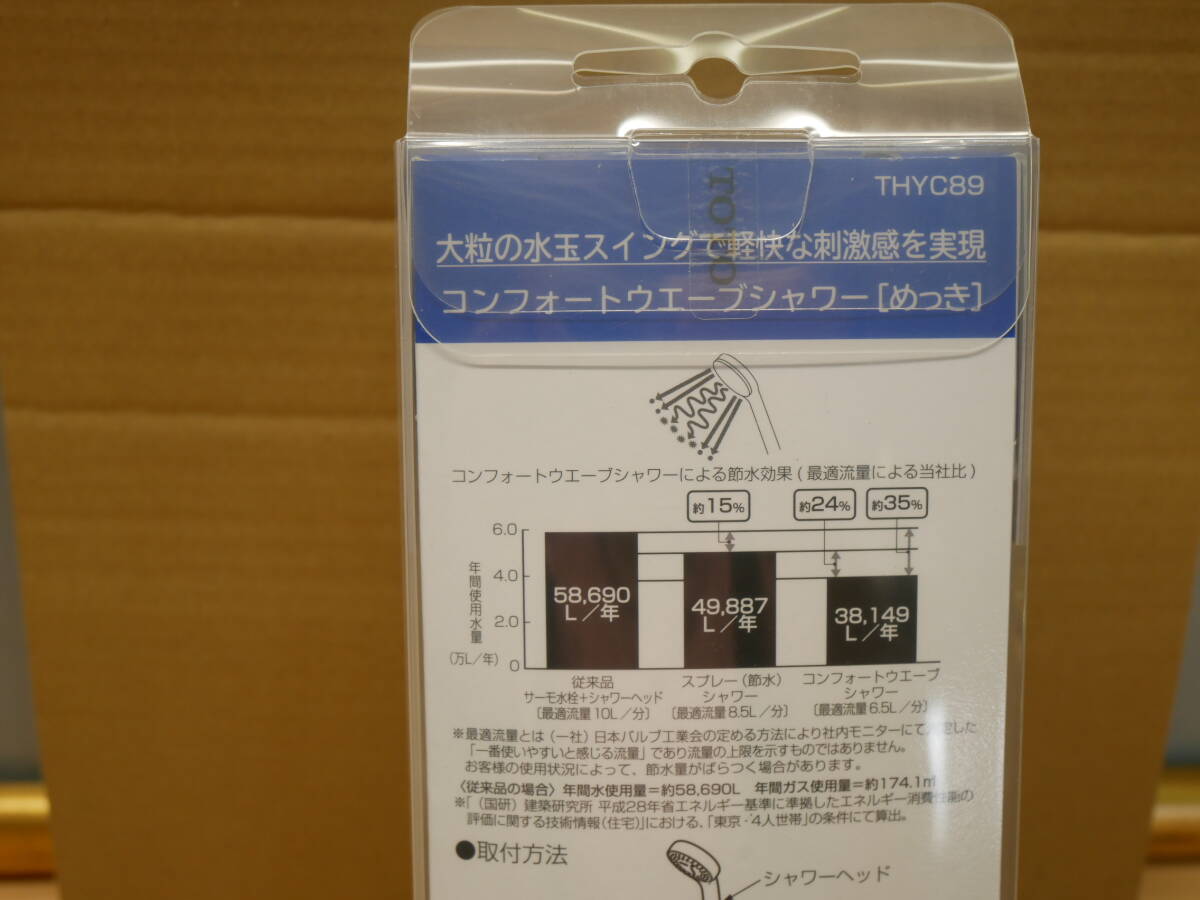 THYC89
TOTO
大粒の水玉スイングで軽快な刺激感を実現
コンフォートウエーブシャワー[めっき]
コンフォートウエーブシャワーによる節水効果(最適流量による当社比)
約15% 約24% 約35%
6.0
4.0
2.0
0
年間使用水量
(万L/年)
58,690
L/年
49,887
L/年
38,149
L/年
従来品
サーモ水栓+シャワーヘッド
〔最適流量10L/分〕
スプレー(節水)
シャワー
〔最適流量8.5L/分〕
コンフォートウエーブ
シャワー
〔最適流量6.5L/分〕
※最適流量とは(一社)日本バルブ工業会の定める方法により社内モニターにて した
「一番使いやすいと感じる流量」であり流量の上限を示すものではありません。
お客様の使用状況によって、節水量がばらつく場合があります。
〈従来品の場合〉年間水使用量=約58,690L 年間ガス使用量=約174.1㎥
※「(国研)建築研究所 平成28年省エネルギー基準に準拠したエネルギー消費性能の
評価に関する技術情報(住宅)」における、「東京・4人世帯」の条件にて算出。
●取付方法
シャワーヘッド